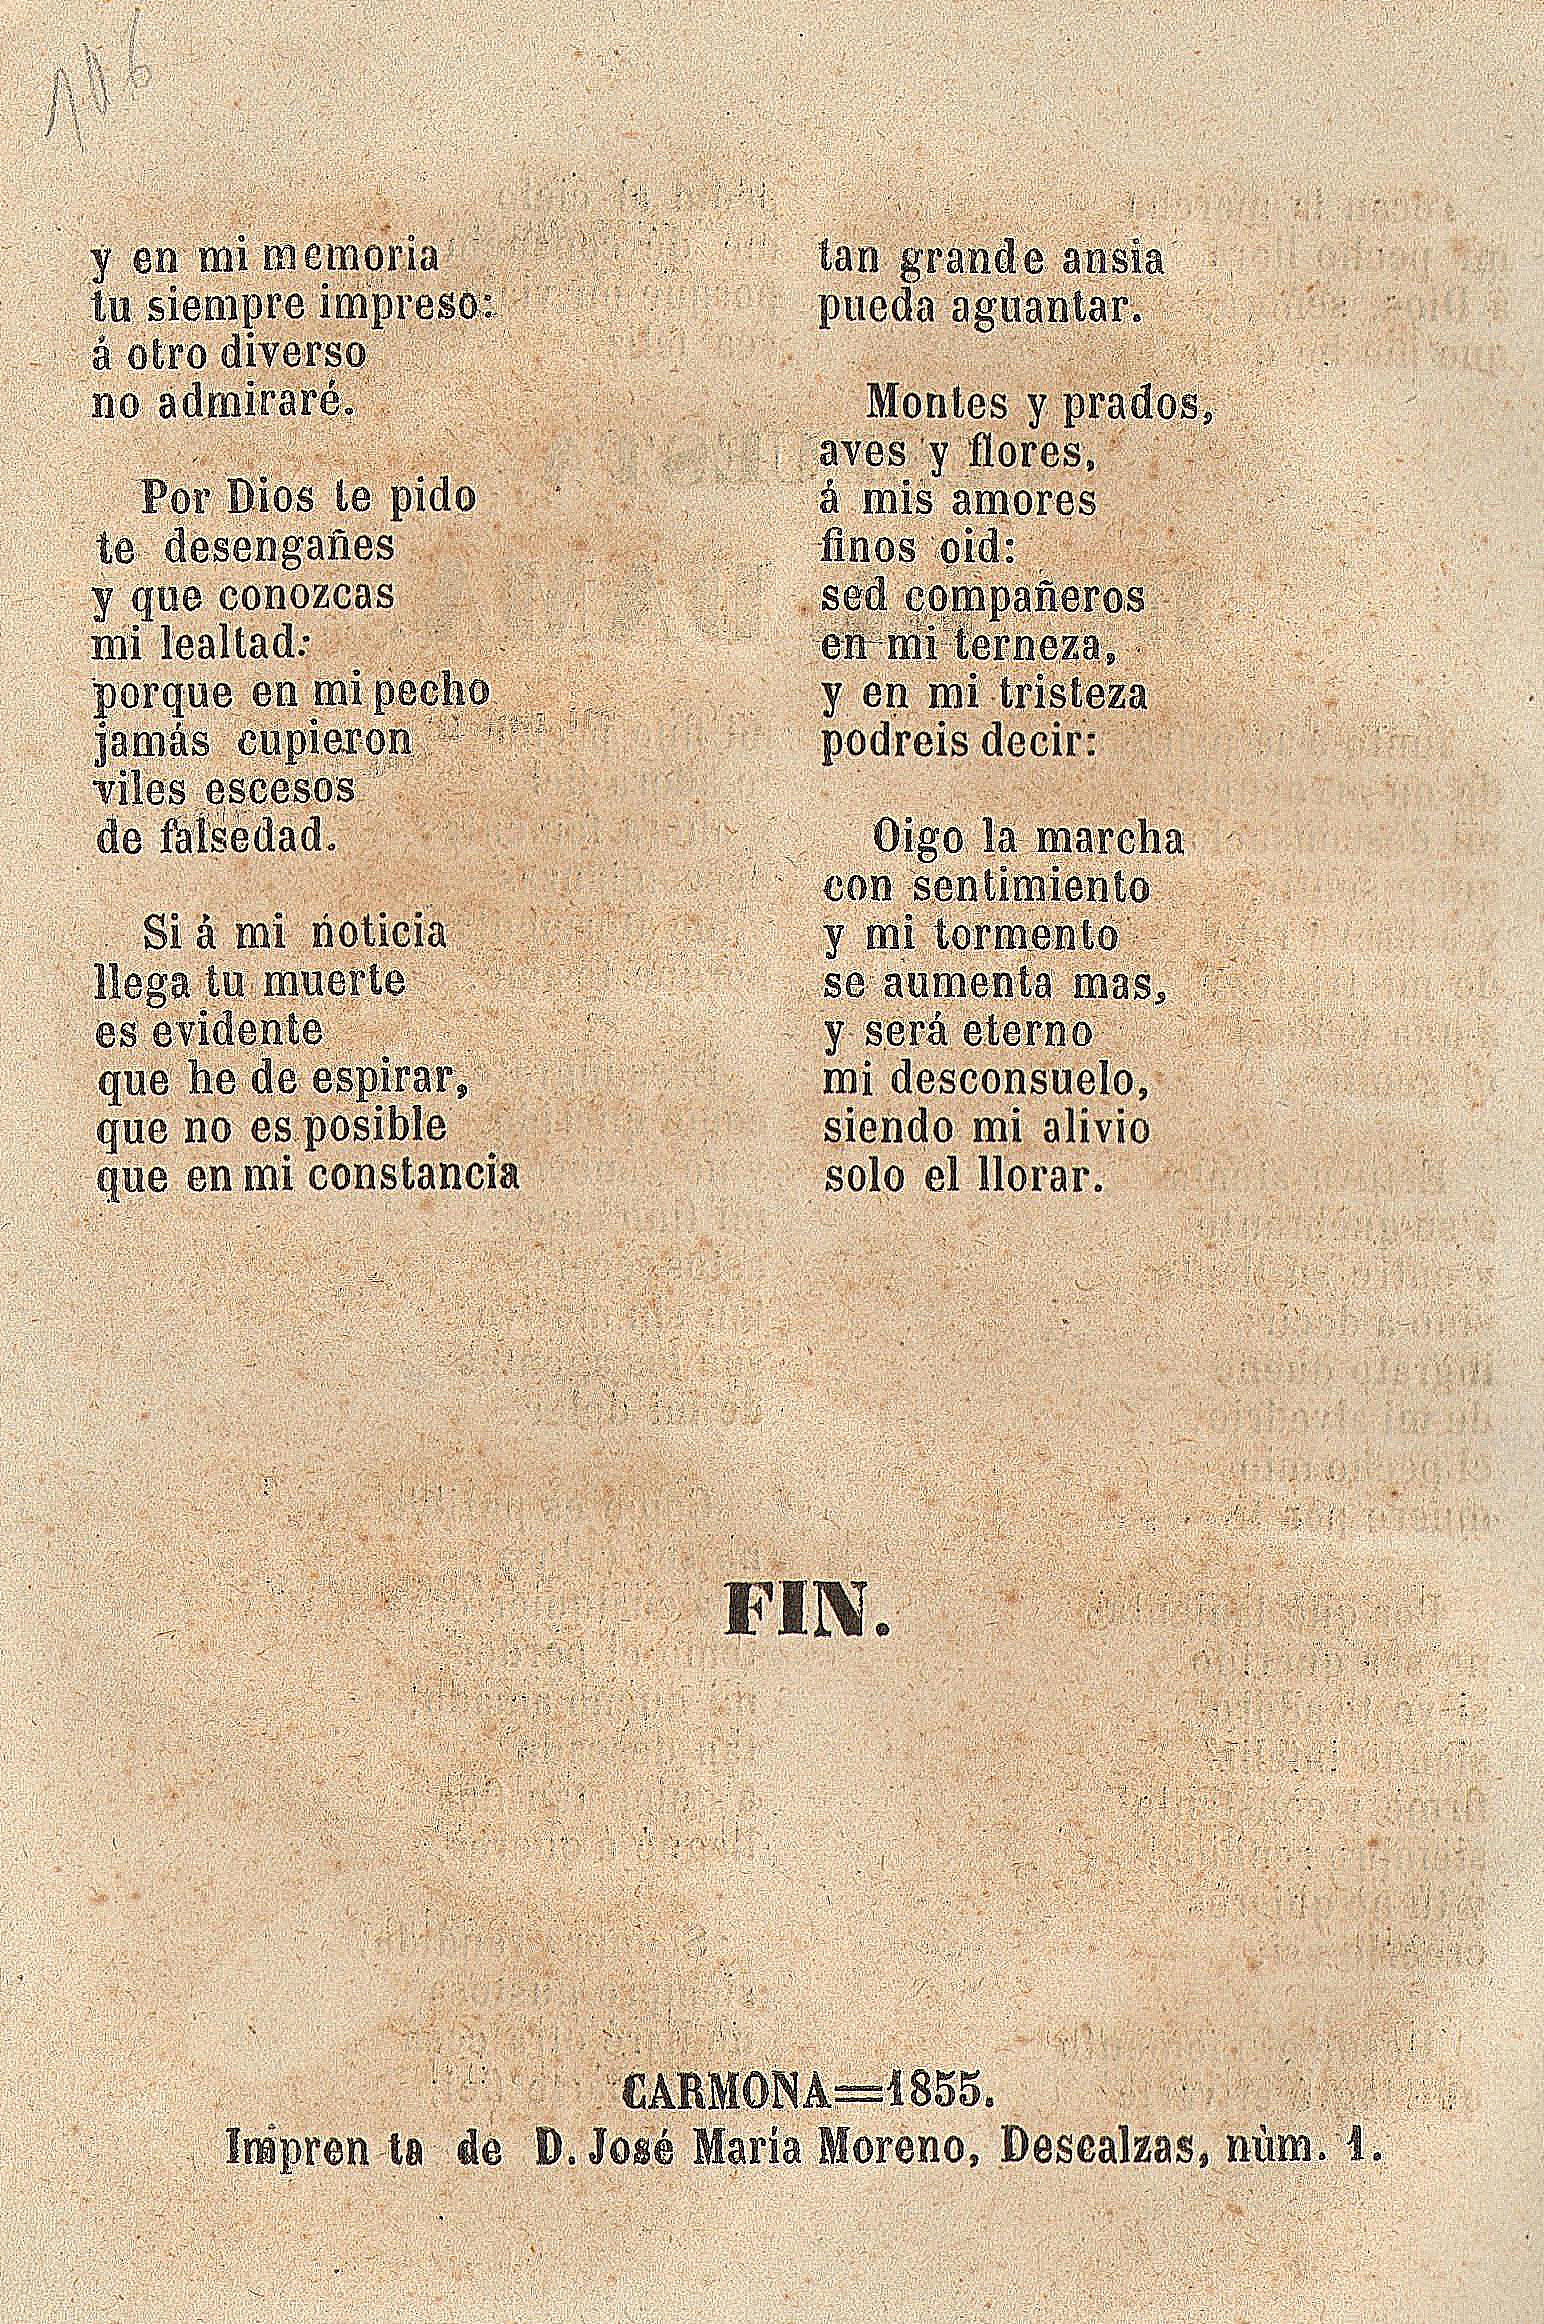 116
y en mi memoria
tu siempre impreso:
á otro diverso
no admiraré.
Por Dios te pido
te desengañes
y que conozcas
mi lealtad:
porque en mi pecho
jamás cupieron
viles escesos
de falsedad.
Si á mi noticia
llega tu muerte
es evidente
que he de espirar,
que no es posible
que en mi constancia
tan grande ansia
pueda aguantar.
Montes y prados,
aves y flores,
á mis amores
finos oid:
sed compañeros
en mi terneza,
y en mi tristeza
podreis decir:
Oigo la marcha
con sentimiento
y mi tormento
se aumenta mas,
y será eterno
mi desconsuelo,
siendo mi alivio
solo el llorar.
FIN.
CARMONA=1855.
Impren ta de D. José María Moreno, Descalzas, nùm. 1.